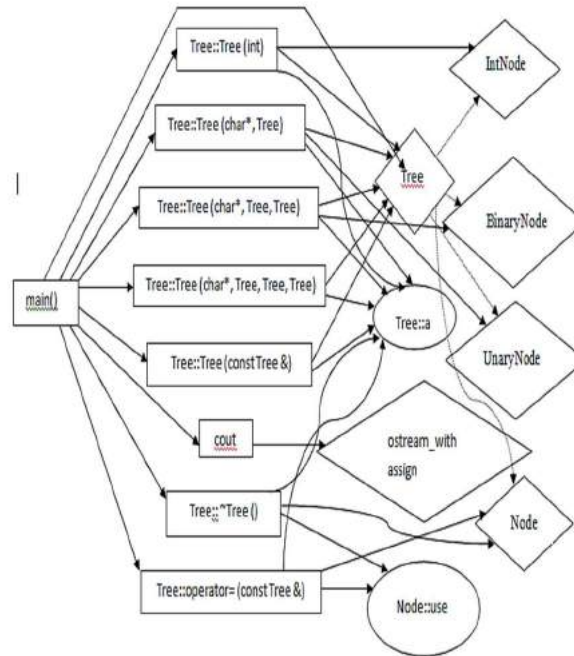 Tree::Tree (int)
IntNode
Tree::Tree (char*, Tree)
Tree
Tree::Tree (char*, Tree, Tree)
BinaryNode
Tree::Tree (char*, Tree, Tree, Tree)
main()
Tree::a
Tree::Tree (const Tree &)
UnaryNode
cout
ostream_with
assign
Tree::~Tree ()
Node
Tree::operator= (const Tree &)
Node::use